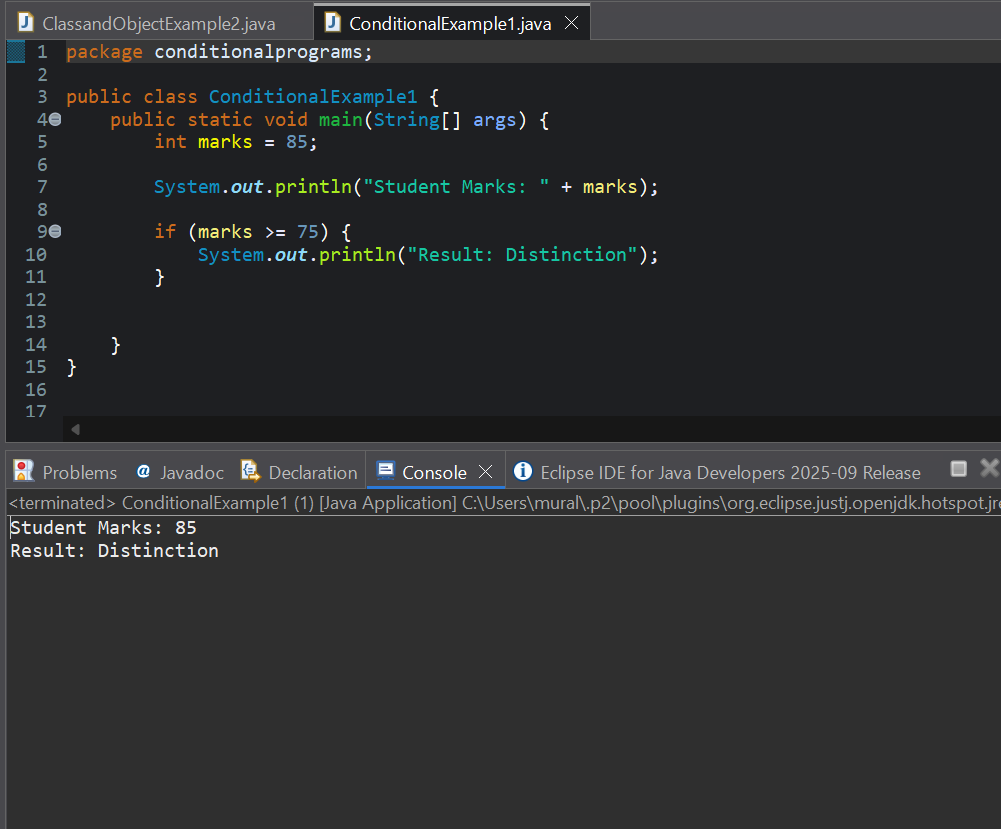 ClassandObjectExample2.java ConditionalExample1.java
1 package conditionalprograms;
2
3 public class ConditionalExample1 {
4 public static void main(String[] args) {
5 int marks = 85;
6
7 System.out.println("Student Marks: " + marks);
8
9 if (marks >= 75) {
10 System.out.println("Result: Distinction");
11 }
12
13
14 }
15 }
16
17
Problems @ Javadoc Declaration Console Eclipse IDE for Java Developers 2025-09 Release
<terminated> ConditionalExample1 (1) [Java Application] C:\Users\mural\.p2\pool\plugins\org.eclipse.justj.openjdk.hotspot.jre
Student Marks: 85
Result: Distinction